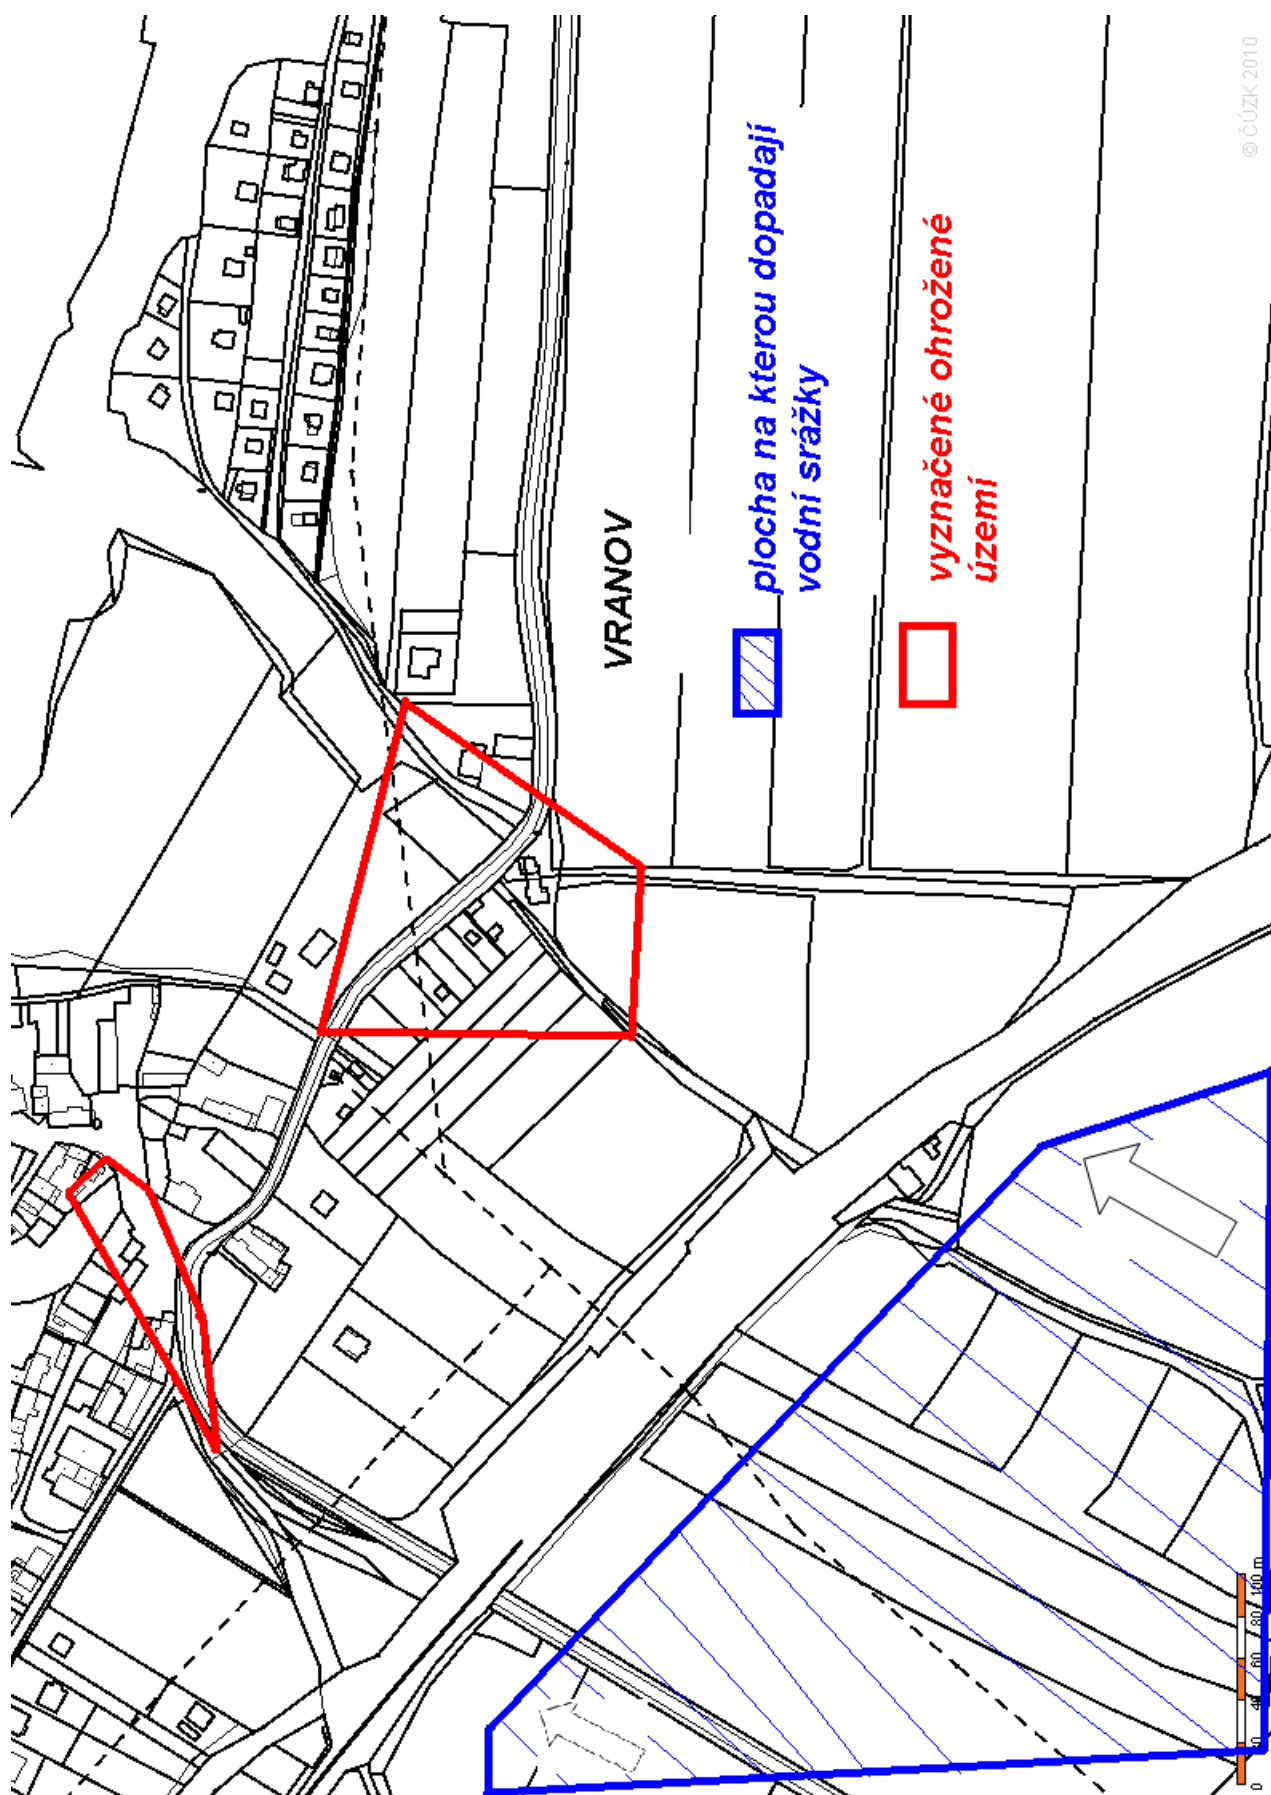 VRANOV
plocha na kterou dopadají
vodní srážky
vyznačené ohrožené
území
© ČÚZK 2010
0 20 40 60 80 100 m